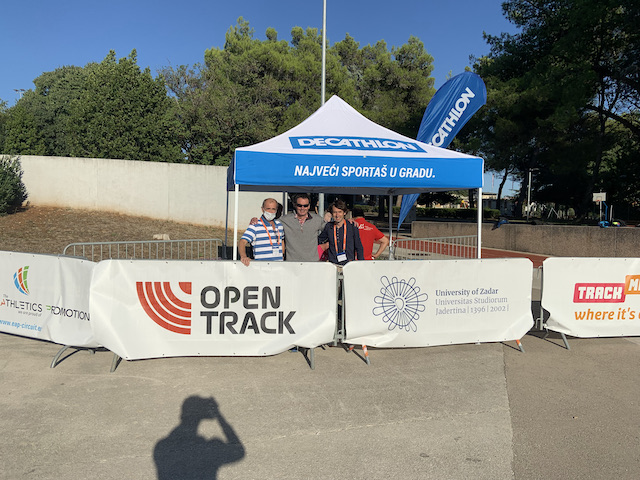 DECATHLON
NAJVEĆI SPORTAŠ U GRADU.
DECATHLON
ATHLETICS
PROMOTION
OPEN
TRACK
University of Zadar
Universitas Studiorum
Jadertina | 1396 | 2002 |
TRACK
where it's